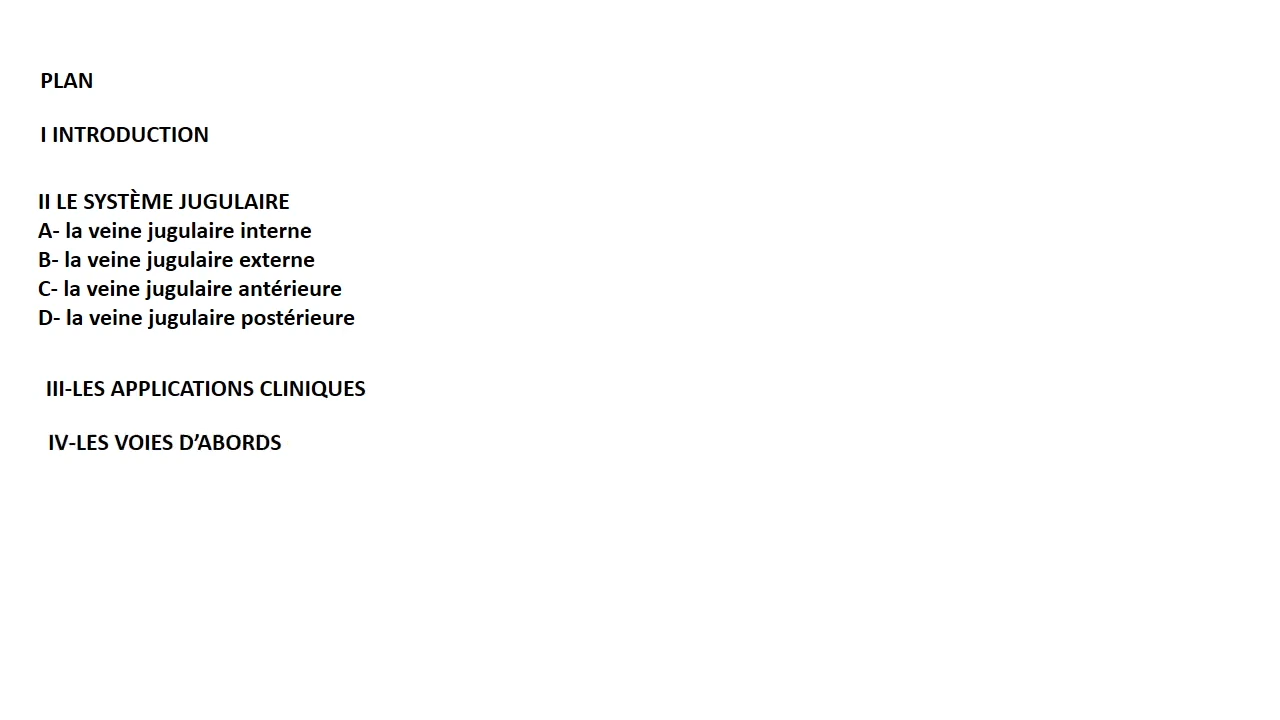 PLAN
I INTRODUCTION
II LE SYSTÈME JUGULAIRE
A- la veine jugulaire interne
B- la veine jugulaire externe
C- la veine jugulaire antérieure
D- la veine jugulaire postérieure
III-LES APPLICATIONS CLINIQUES
IV-LES VOIES D’ABORDS